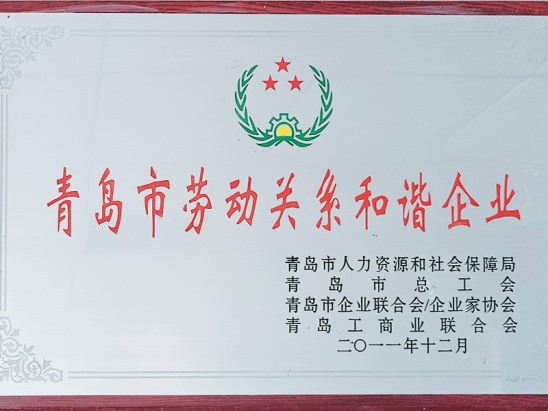 青岛市劳动关系和谐企业
青岛市人力资源和社会保障局
青岛市总工会
青岛市企业联合会/企业家协会
青岛工商业联合会
二〇一一年十二月